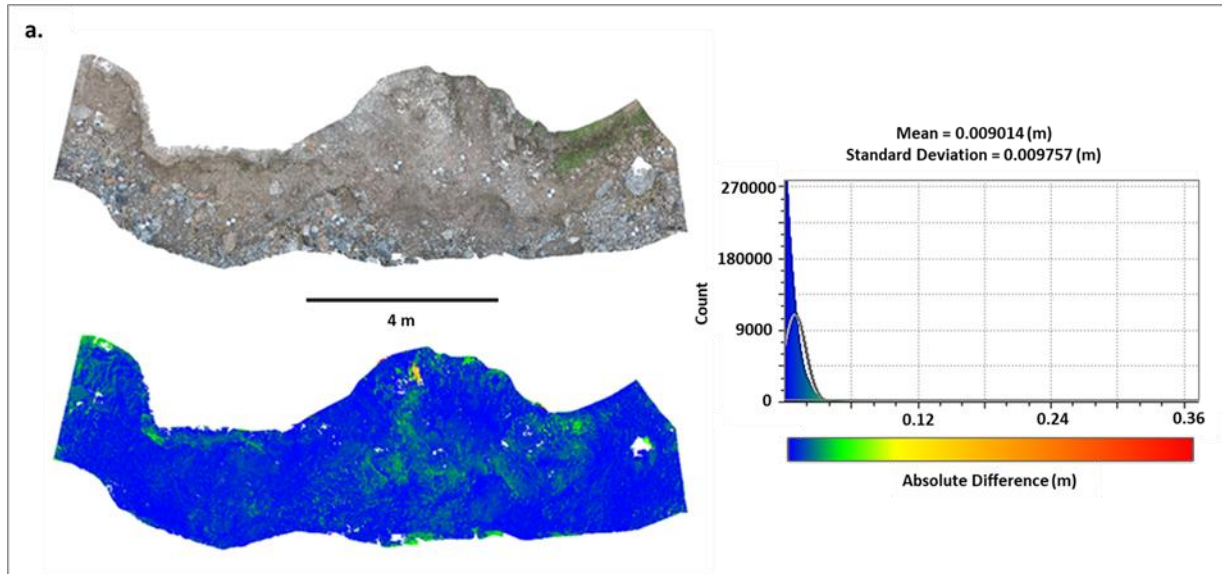 a.
4 m
Mean = 0.009014 (m)
Standard Deviation = 0.009757 (m)
Count
270000
180000
9000
0
0.12
0.24
0.36
Absolute Difference (m)